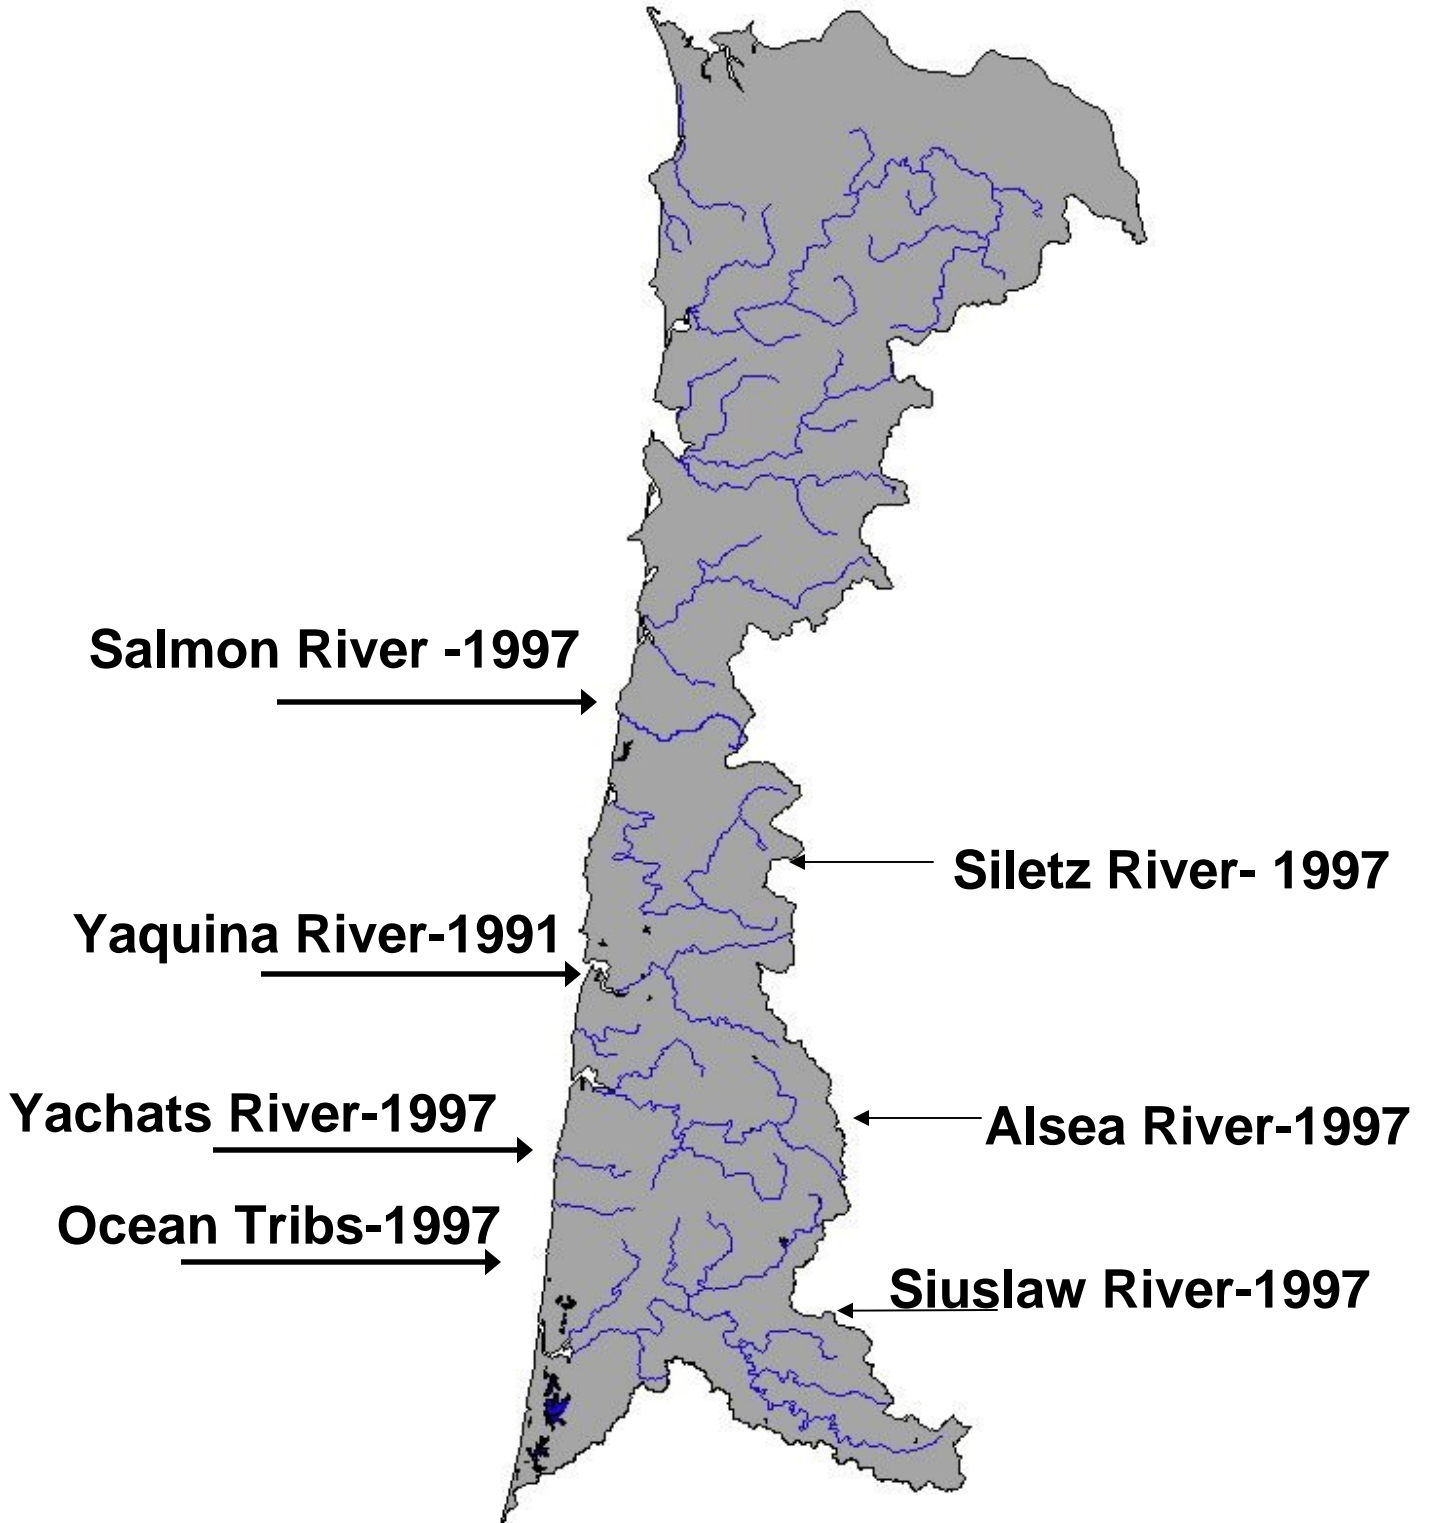 Salmon River -1997
Siletz River- 1997
Yaquina River-1991
Yachats River-1997
Alsea River-1997
Ocean Tribs-1997
Siuslaw River-1997